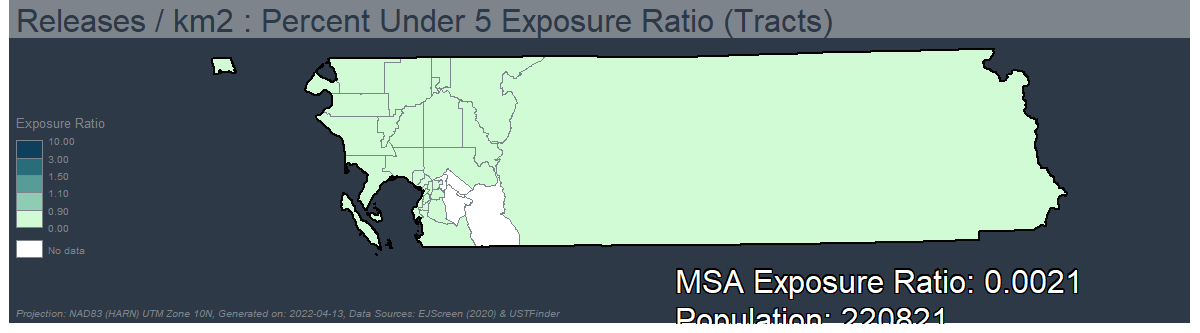 Releases / km2 : Percent Under 5 Exposure Ratio (Tracts)
Exposure Ratio
10.00
3.00
1.50
1.10
0.90
0.00
No data
MSA Exposure Ratio: 0.0021
Population: 220821
Projection: NAD83 (HARN) UTM Zone 10N, Generated on: 2022-04-13, Data Sources: EJScreen (2020) & USTFinder